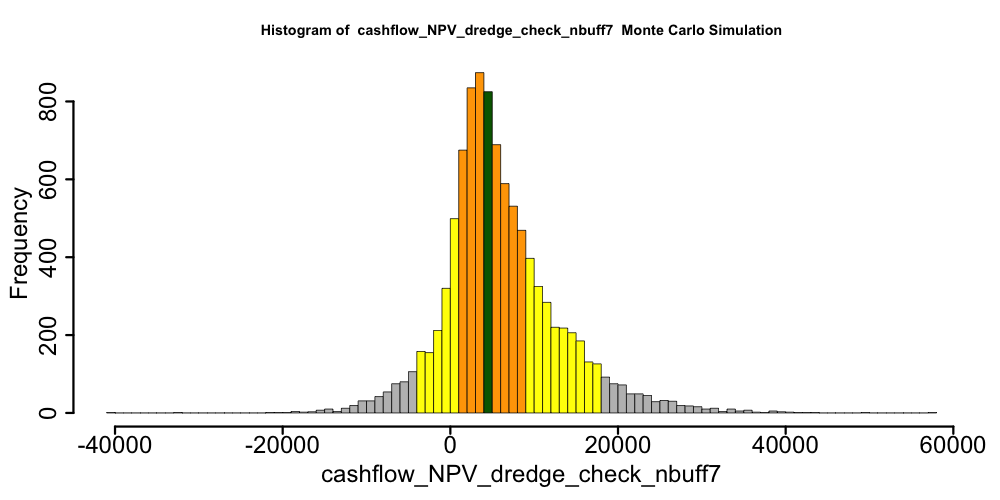 Histogram of  cashflow_NPV_dredge_check_nbuff7  Monte Carlo Simulation
Frequency
800
600
400
200
0
-40000 -20000 0 20000 40000 60000
cashflow_NPV_dredge_check_nbuff7